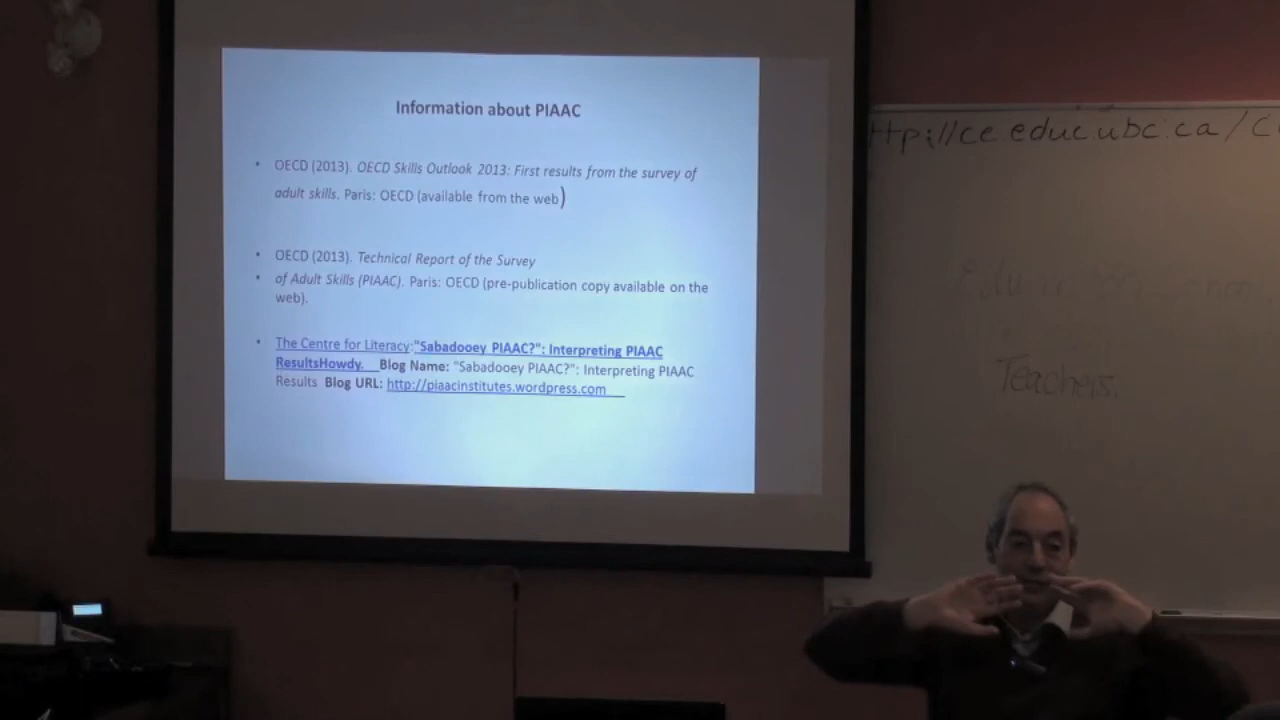 Information about PIAAC
• OECD (2013). OECD Skills Outlook 2013: First results from the survey of
adult skills. Paris: OECD (available from the web)
• OECD (2013). Technical Report of the Survey
• of Adult Skills (PIAAC). Paris: OECD (pre-publication copy available on the
web).
• The Centre for Literacy:"Sabadooey PIAAC?": Interpreting PIAAC
ResultsHowdy. Blog Name: "Sabadooey PIAAC?": Interpreting PIAAC
Results Blog URL: http://piaacinstitutes.wordpress.com
ttp://ce.educ.ubc.ca/C
Teachers.